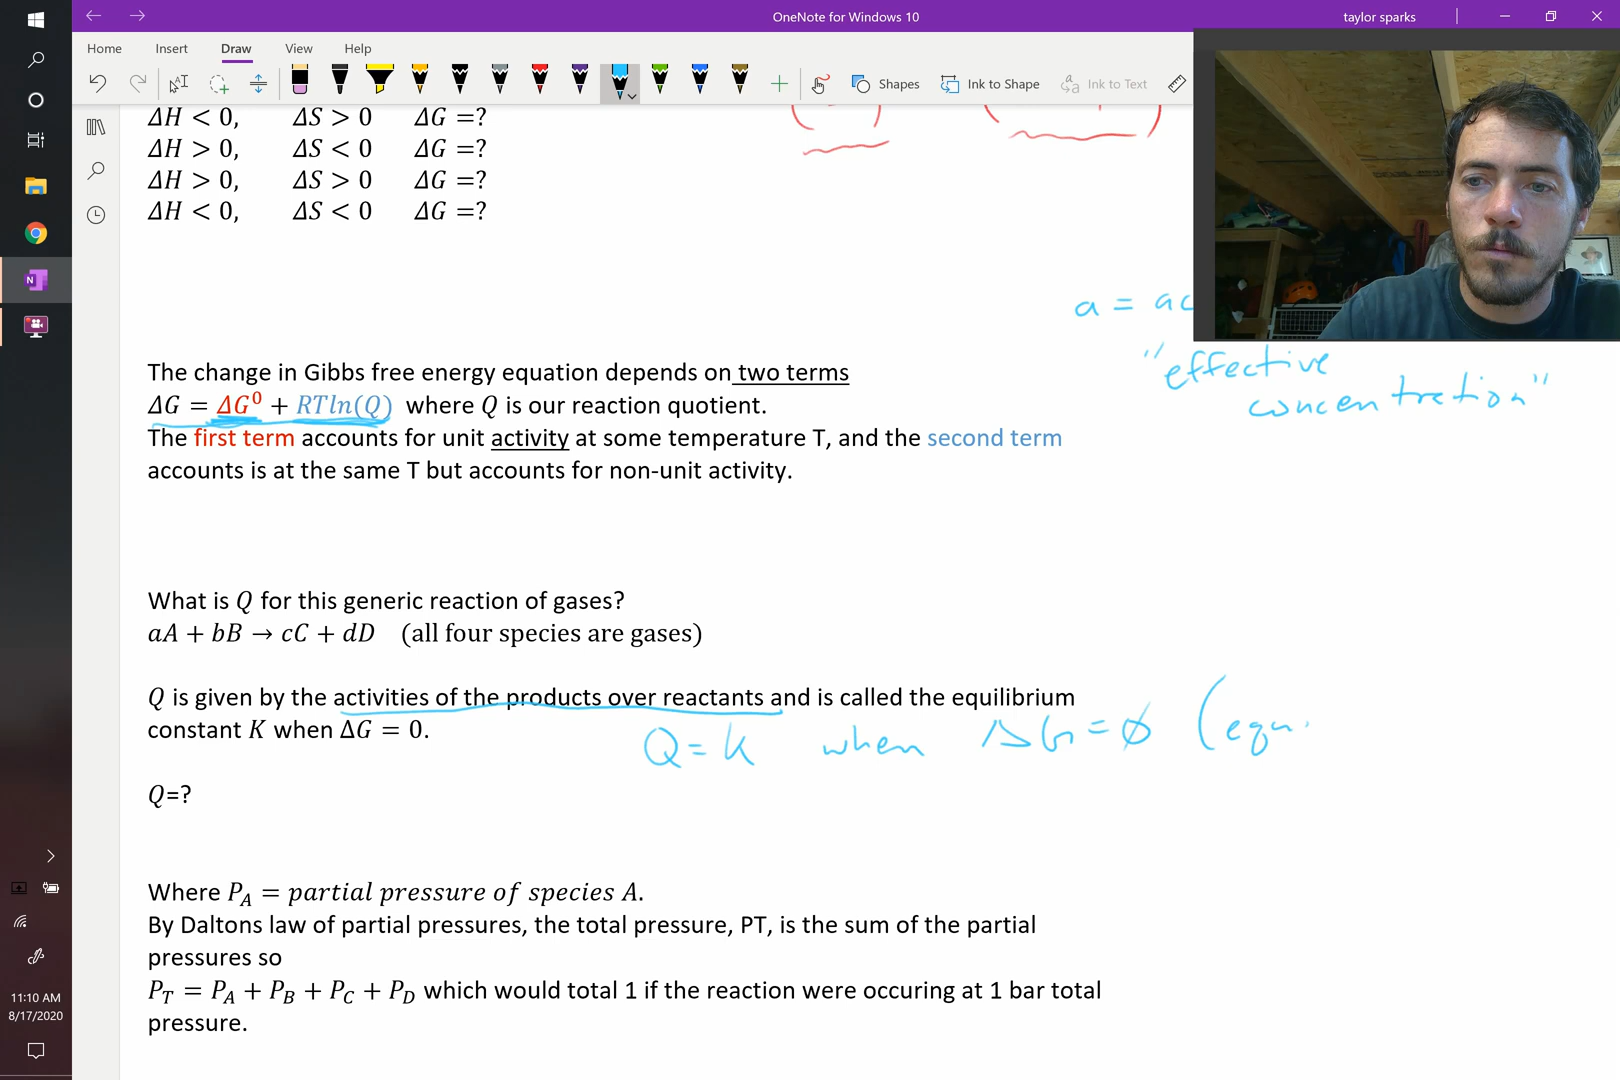 OneNote for Windows 10
taylor sparks
Home Insert Draw View Help
Shapes Ink to Shape Ink to Text
ΔH < 0, ΔS > 0 ΔG =?
ΔH > 0, ΔS < 0 ΔG =?
ΔH > 0, ΔS > 0 ΔG =?
ΔH < 0, ΔS < 0 ΔG =?
a = ac
"effective
concentration"
The change in Gibbs free energy equation depends on two terms
ΔG = ΔG⁰ + RTln(Q) where Q is our reaction quotient.
The first term accounts for unit activity at some temperature T, and the second term
accounts is at the same T but accounts for non-unit activity.
What is Q for this generic reaction of gases?
aA + bB → cC + dD (all four species are gases)
Q is given by the activities of the products over reactants and is called the equilibrium
constant K when ΔG = 0.
Q = k when ΔG = 0 (equ.
Q=?
Where P_A = partial pressure of species A.
By Daltons law of partial pressures, the total pressure, PT, is the sum of the partial
pressures so
P_T = P_A + P_B + P_C + P_D which would total 1 if the reaction were occuring at 1 bar total
pressure.
11:10 AM
8/17/2020